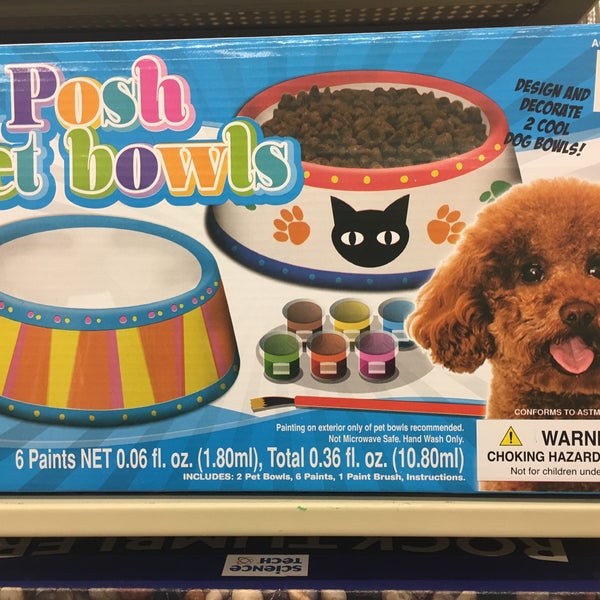 Posh
et bowls
DESIGN AND
DECORATE
2 COOL
DOG BOWLS!
Painting on exterior only of pet bowls recommended.
Not Microwave Safe. Hand Wash Only.
6 Paints NET 0.06 fl. oz. (1.80ml), Total 0.36 fl. oz. (10.80ml)
INCLUDES: 2 Pet Bowls, 6 Paints, 1 Paint Brush, Instructions.
CONFORMS TO ASTM
WARNI
CHOKING HAZARD
Not for children unde
SCIENCE
TECH
ROCK TUMBLER